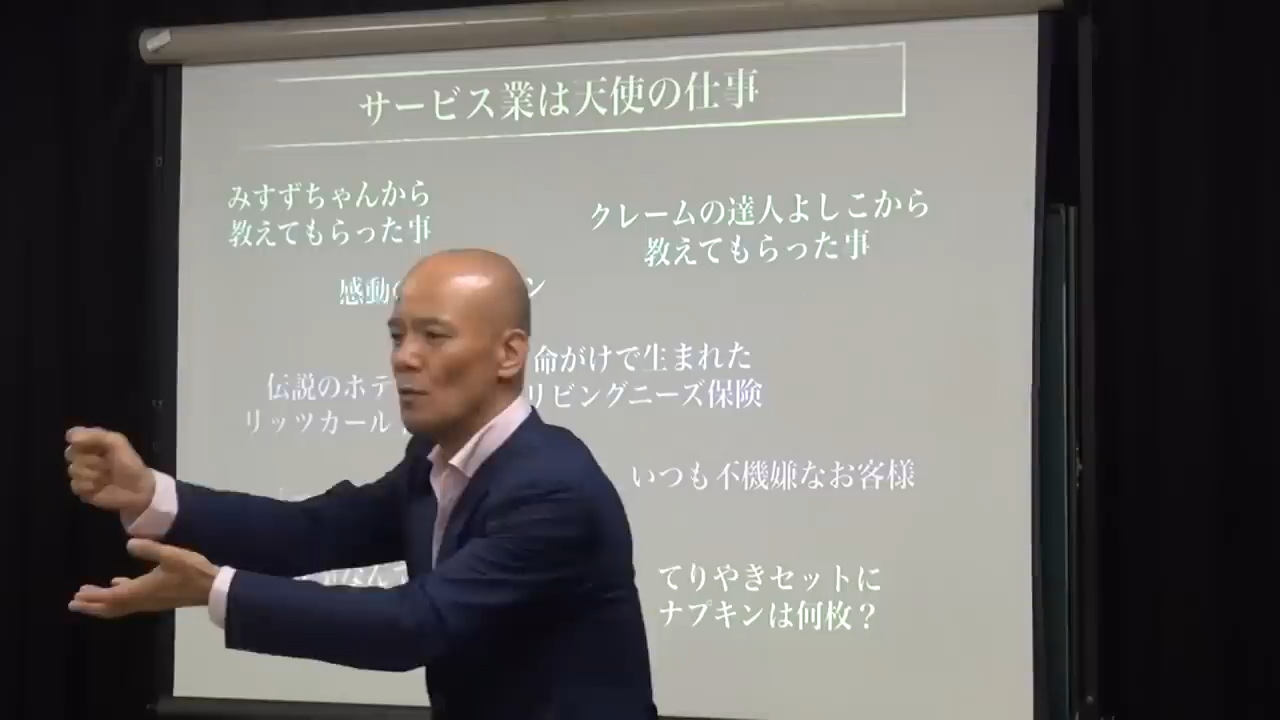 サービス業は天使の仕事
みすずちゃんから
教えてもらった事
クレームの達人よしこから
教えてもらった事
感動
ン
伝説のホテ
リッツカール
命がけで生まれた
リビングニーズ保険
いつも不機嫌なお客様
なんて
てりやきセットに
ナプキンは何枚？